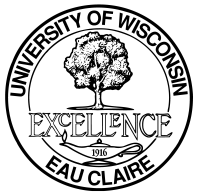 UNIVERSITY OF WISCONSIN
EXCELLENCE
1916
EAU CLAIRE